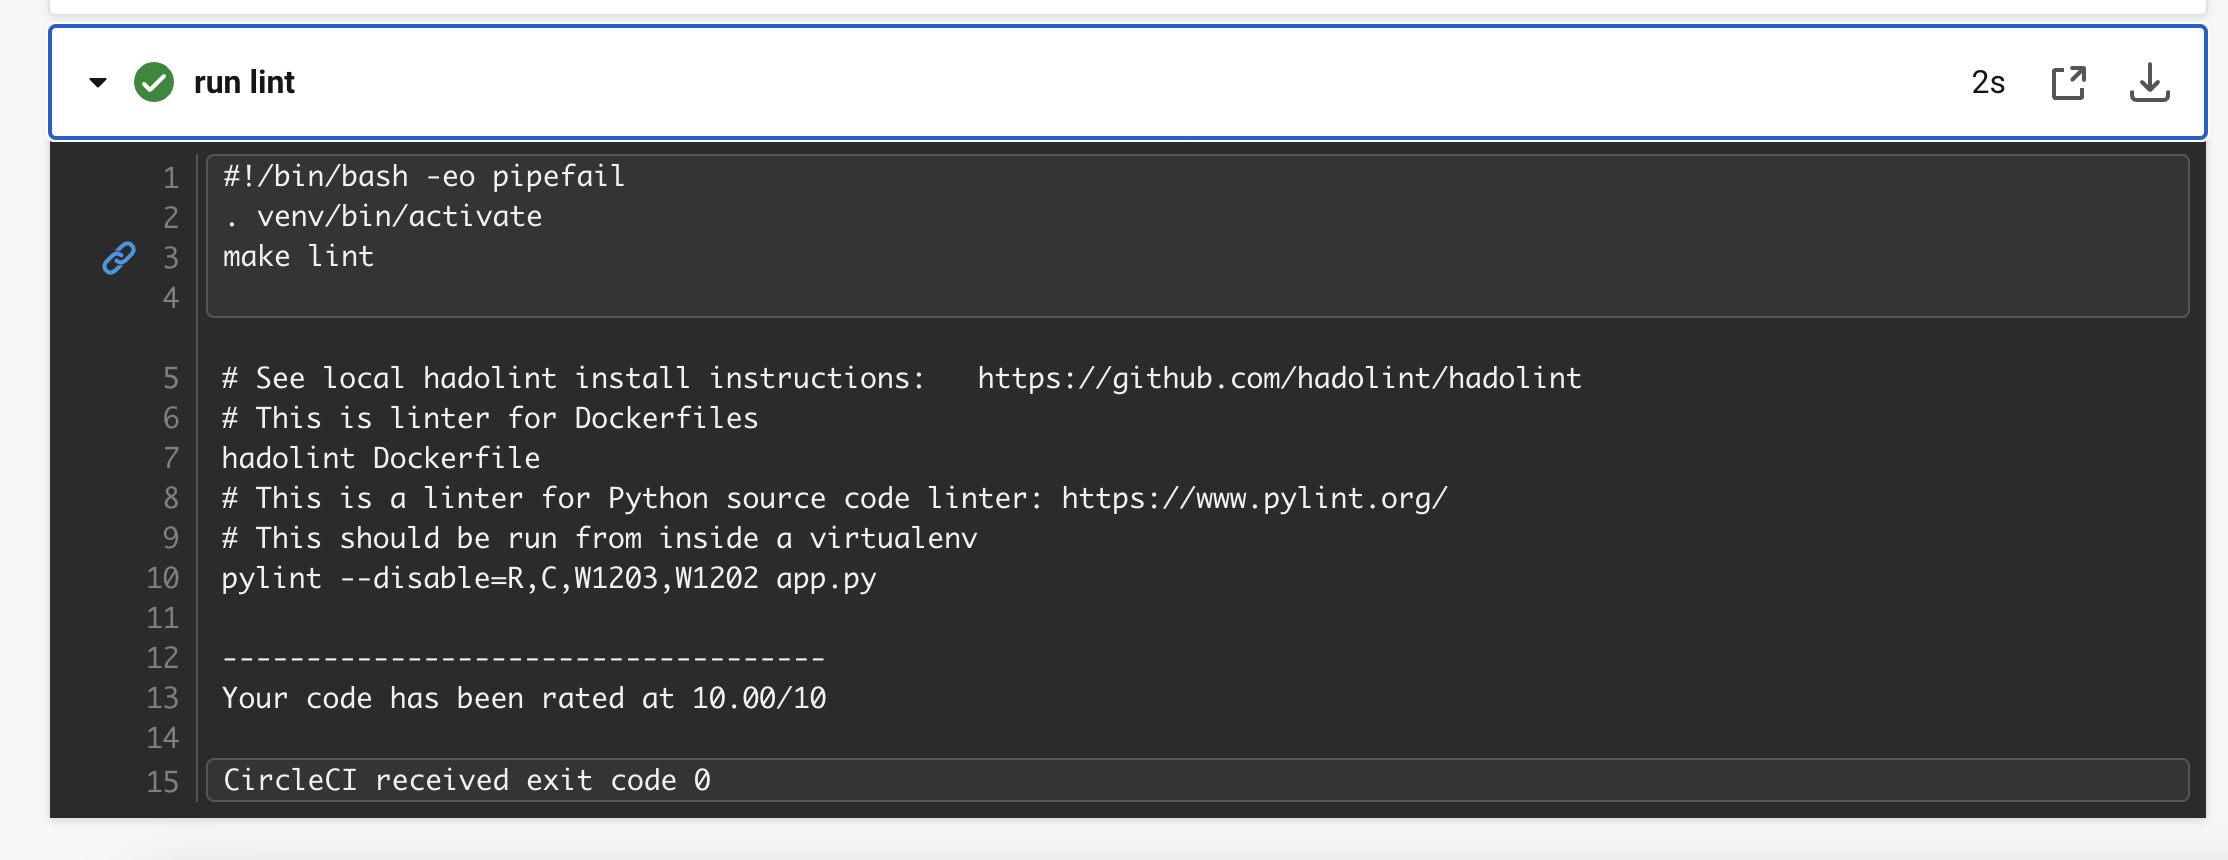 run lint
2s
1 #!/bin/bash -eo pipefail
2 . venv/bin/activate
3 make lint
4
5 # See local hadolint install instructions:   https://github.com/hadolint/hadolint
6 # This is linter for Dockerfiles
7 hadolint Dockerfile
8 # This is a linter for Python source code linter: https://www.pylint.org/
9 # This should be run from inside a virtualenv
10 pylint --disable=R,C,W1203,W1202 app.py
11
12 ------------------------------------
13 Your code has been rated at 10.00/10
14
15 CircleCI received exit code 0